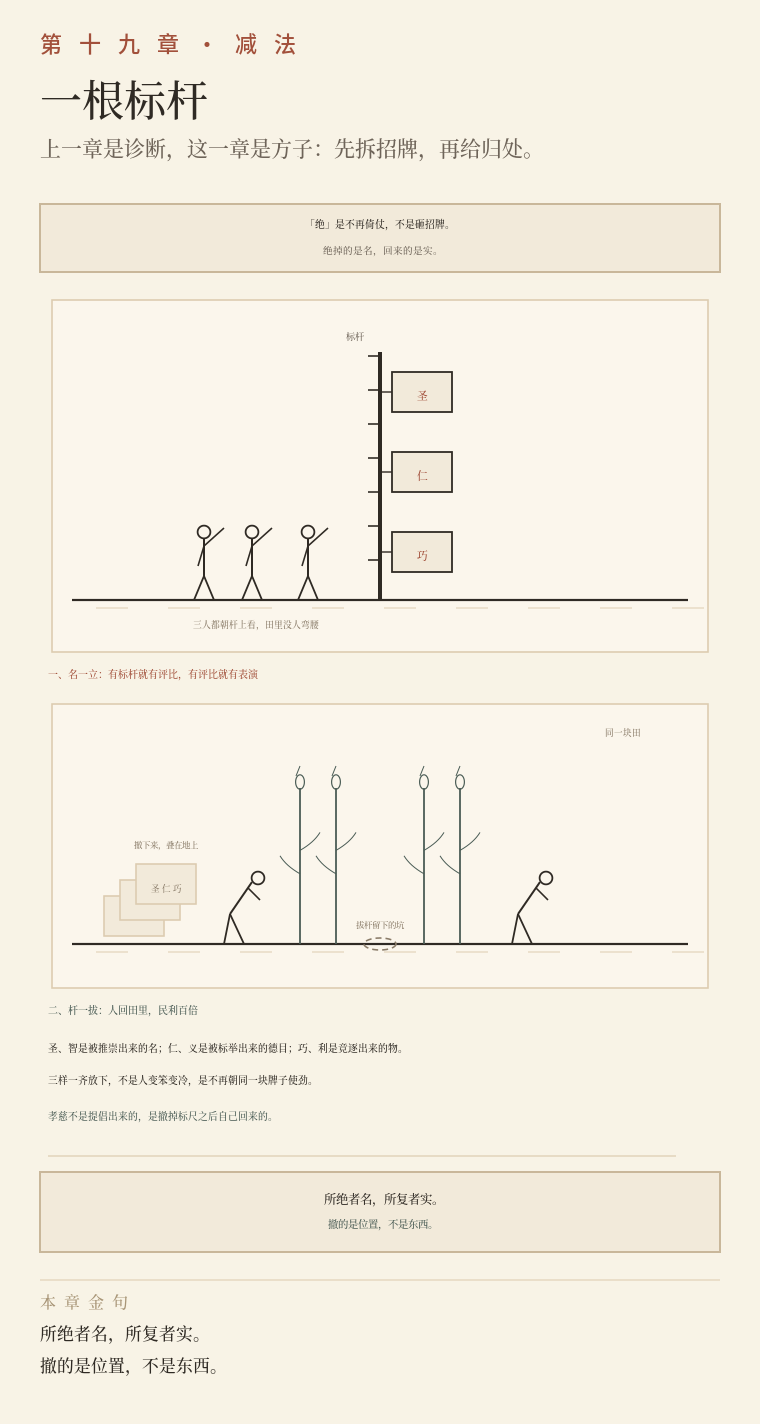 第十九章·减法
一根标杆
上一章是诊断，这一章是方子：先拆招牌，再给归处。
「绝」是不再倚仗，不是砸招牌。
绝掉的是名，回来的是实。
标杆
圣
仁
巧
三人都朝杆上看，田里没人弯腰
一、名一立：有标杆就有评比，有评比就有表演
同一块田
撤下来，叠在地上
圣 仁 巧
拔杆留下的坑
二、杆一拔：人回田里，民利百倍
圣、智是被推崇出来的名；仁、义是被标举出来的德目；巧、利是竞逐出来的物。
三样一齐放下，不是人变笨变冷，是不再朝同一块牌子使劲。
孝慈不是提倡出来的，是撤掉标尺之后自己回来的。
所绝者名，所复者实。
撤的是位置，不是东西。
本章金句
所绝者名，所复者实。
撤的是位置，不是东西。